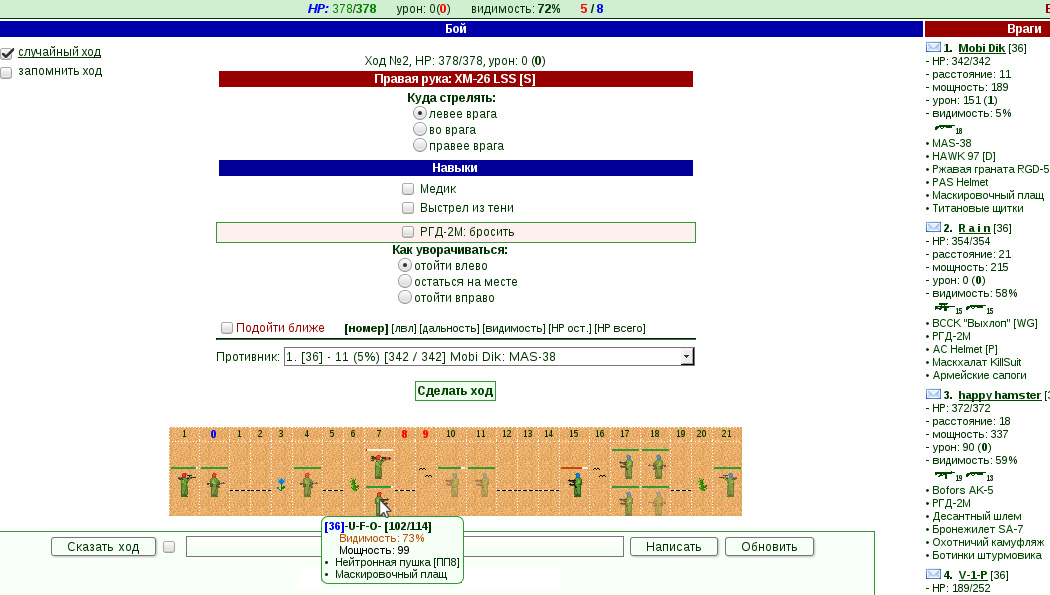 HP: 378/378 урон: 0(0) видимость: 72% 5 / 8
Бой
случайный ход
запомнить ход
Ход №2, HP: 378/378, урон: 0 (0)
Правая рука: XM-26 LSS [S]
Куда стрелять:
левее врага
во врага
правее врага
Навыки
Медик
Выстрел из тени
РГД-2М: бросить
Как уворачиваться:
отойти влево
остаться на месте
отойти вправо
Подойти ближе [номер] [лвл] [дальность] [видимость] [HP ост.] [HP всего]
Противник: 1. [36] - 11 (5%) [342 / 342] Mobi Dik: MAS-38
Сделать ход
1 0 1 2 3 4 5 6 7 8 9 10 11 12 13 14 15 16 17 18 19 20 21
[36]-U-F-O- [102/114]
Видимость: 73%
Мощность: 99
• Нейтронная пушка [ПП8]
• Маскировочный плащ
Сказать ход Написать Обновить
Враги
1. Mobi Dik [36]
- HP: 342/342
- расстояние: 11
- мощность: 189
- урон: 151 (1)
- видимость: 5%
18
• MAS-38
• HAWK 97 [D]
• Ржавая граната RGD-5
• PAS Helmet
• Маскировочный плащ
• Титановые щитки
2. R a i n [36]
- HP: 354/354
- расстояние: 21
- мощность: 215
- урон: 0 (0)
- видимость: 58%
15 15
• ВССК "Выхлоп" [WG]
• РГД-2М
• AC Helmet [P]
• Маскхалат KillSuit
• Армейские сапоги
3. happy hamster [3
- HP: 372/372
- расстояние: 18
- мощность: 337
- урон: 90 (0)
- видимость: 59%
19 13
• Bofors AK-5
• РГД-2М
• Десантный шлем
• Бронежилет SA-7
• Охотничий камуфляж
• Ботинки штурмовика
4. V-1-P [36]
- HP: 189/252